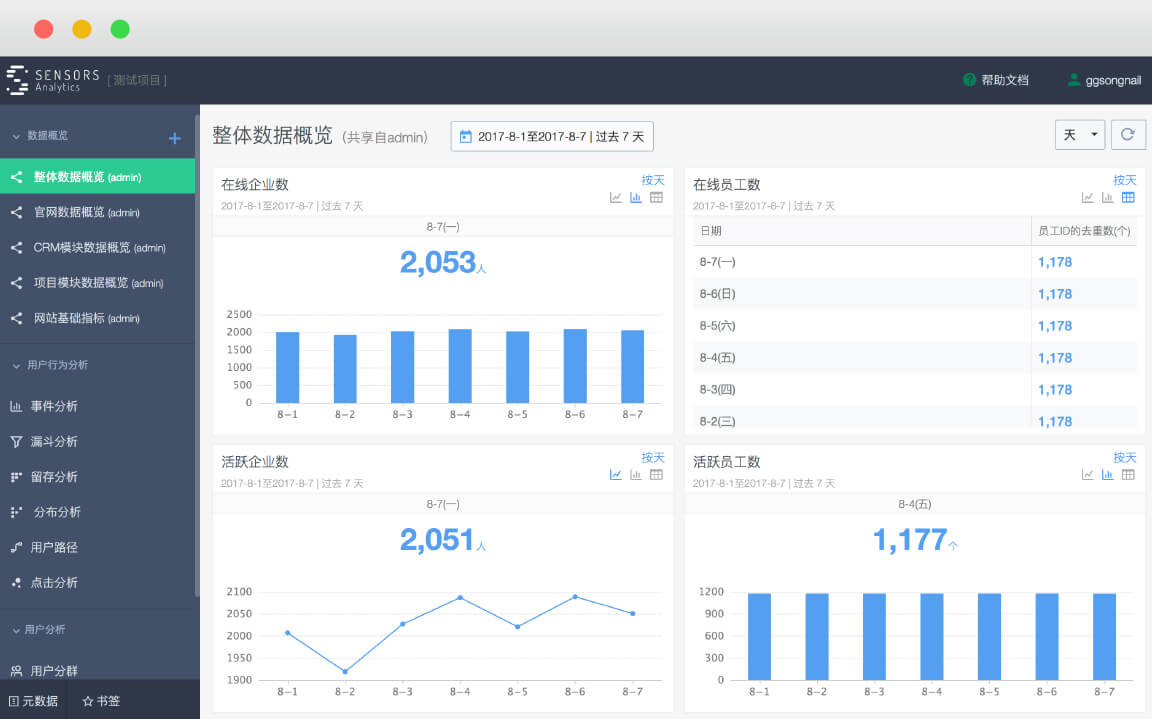 SENSORS
Analytics
[ 测试项目 ]
帮助文档
ggsongnail
数据概览
+
整体数据概览 (admin)
官网数据概览 (admin)
CRM模块数据概览 (admin)
项目模块数据概览 (admin)
网站基础指标 (admin)
用户行为分析
事件分析
漏斗分析
留存分析
分布分析
用户路径
点击分析
用户分析
用户分群
元数据
书签
整体数据概览 (共享自admin)
2017-8-1至2017-8-7 | 过去 7 天
天
在线企业数
按天
2017-8-1至2017-8-7 | 过去 7 天
8-7(一)
2,053人
2500
2000
1500
1000
500
0
8-1 8-2 8-3 8-4 8-5 8-6 8-7
在线员工数
按天
2017-8-1至2017-8-7 | 过去 7 天
日期 员工ID的去重数(个)
8-7(一) 1,178
8-6(日) 1,178
8-5(六) 1,178
8-4(五) 1,178
8-3(四) 1,178
8-2(三) 1,178
活跃企业数
按天
2017-8-1至2017-8-7 | 过去 7 天
8-7(一)
2,051人
2100
2050
2000
1950
1900
8-1 8-2 8-3 8-4 8-5 8-6 8-7
活跃员工数
按天
2017-8-1至2017-8-7 | 过去 7 天
8-4(五)
1,177个
1200
900
600
300
0
8-1 8-2 8-3 8-4 8-5 8-6 8-7